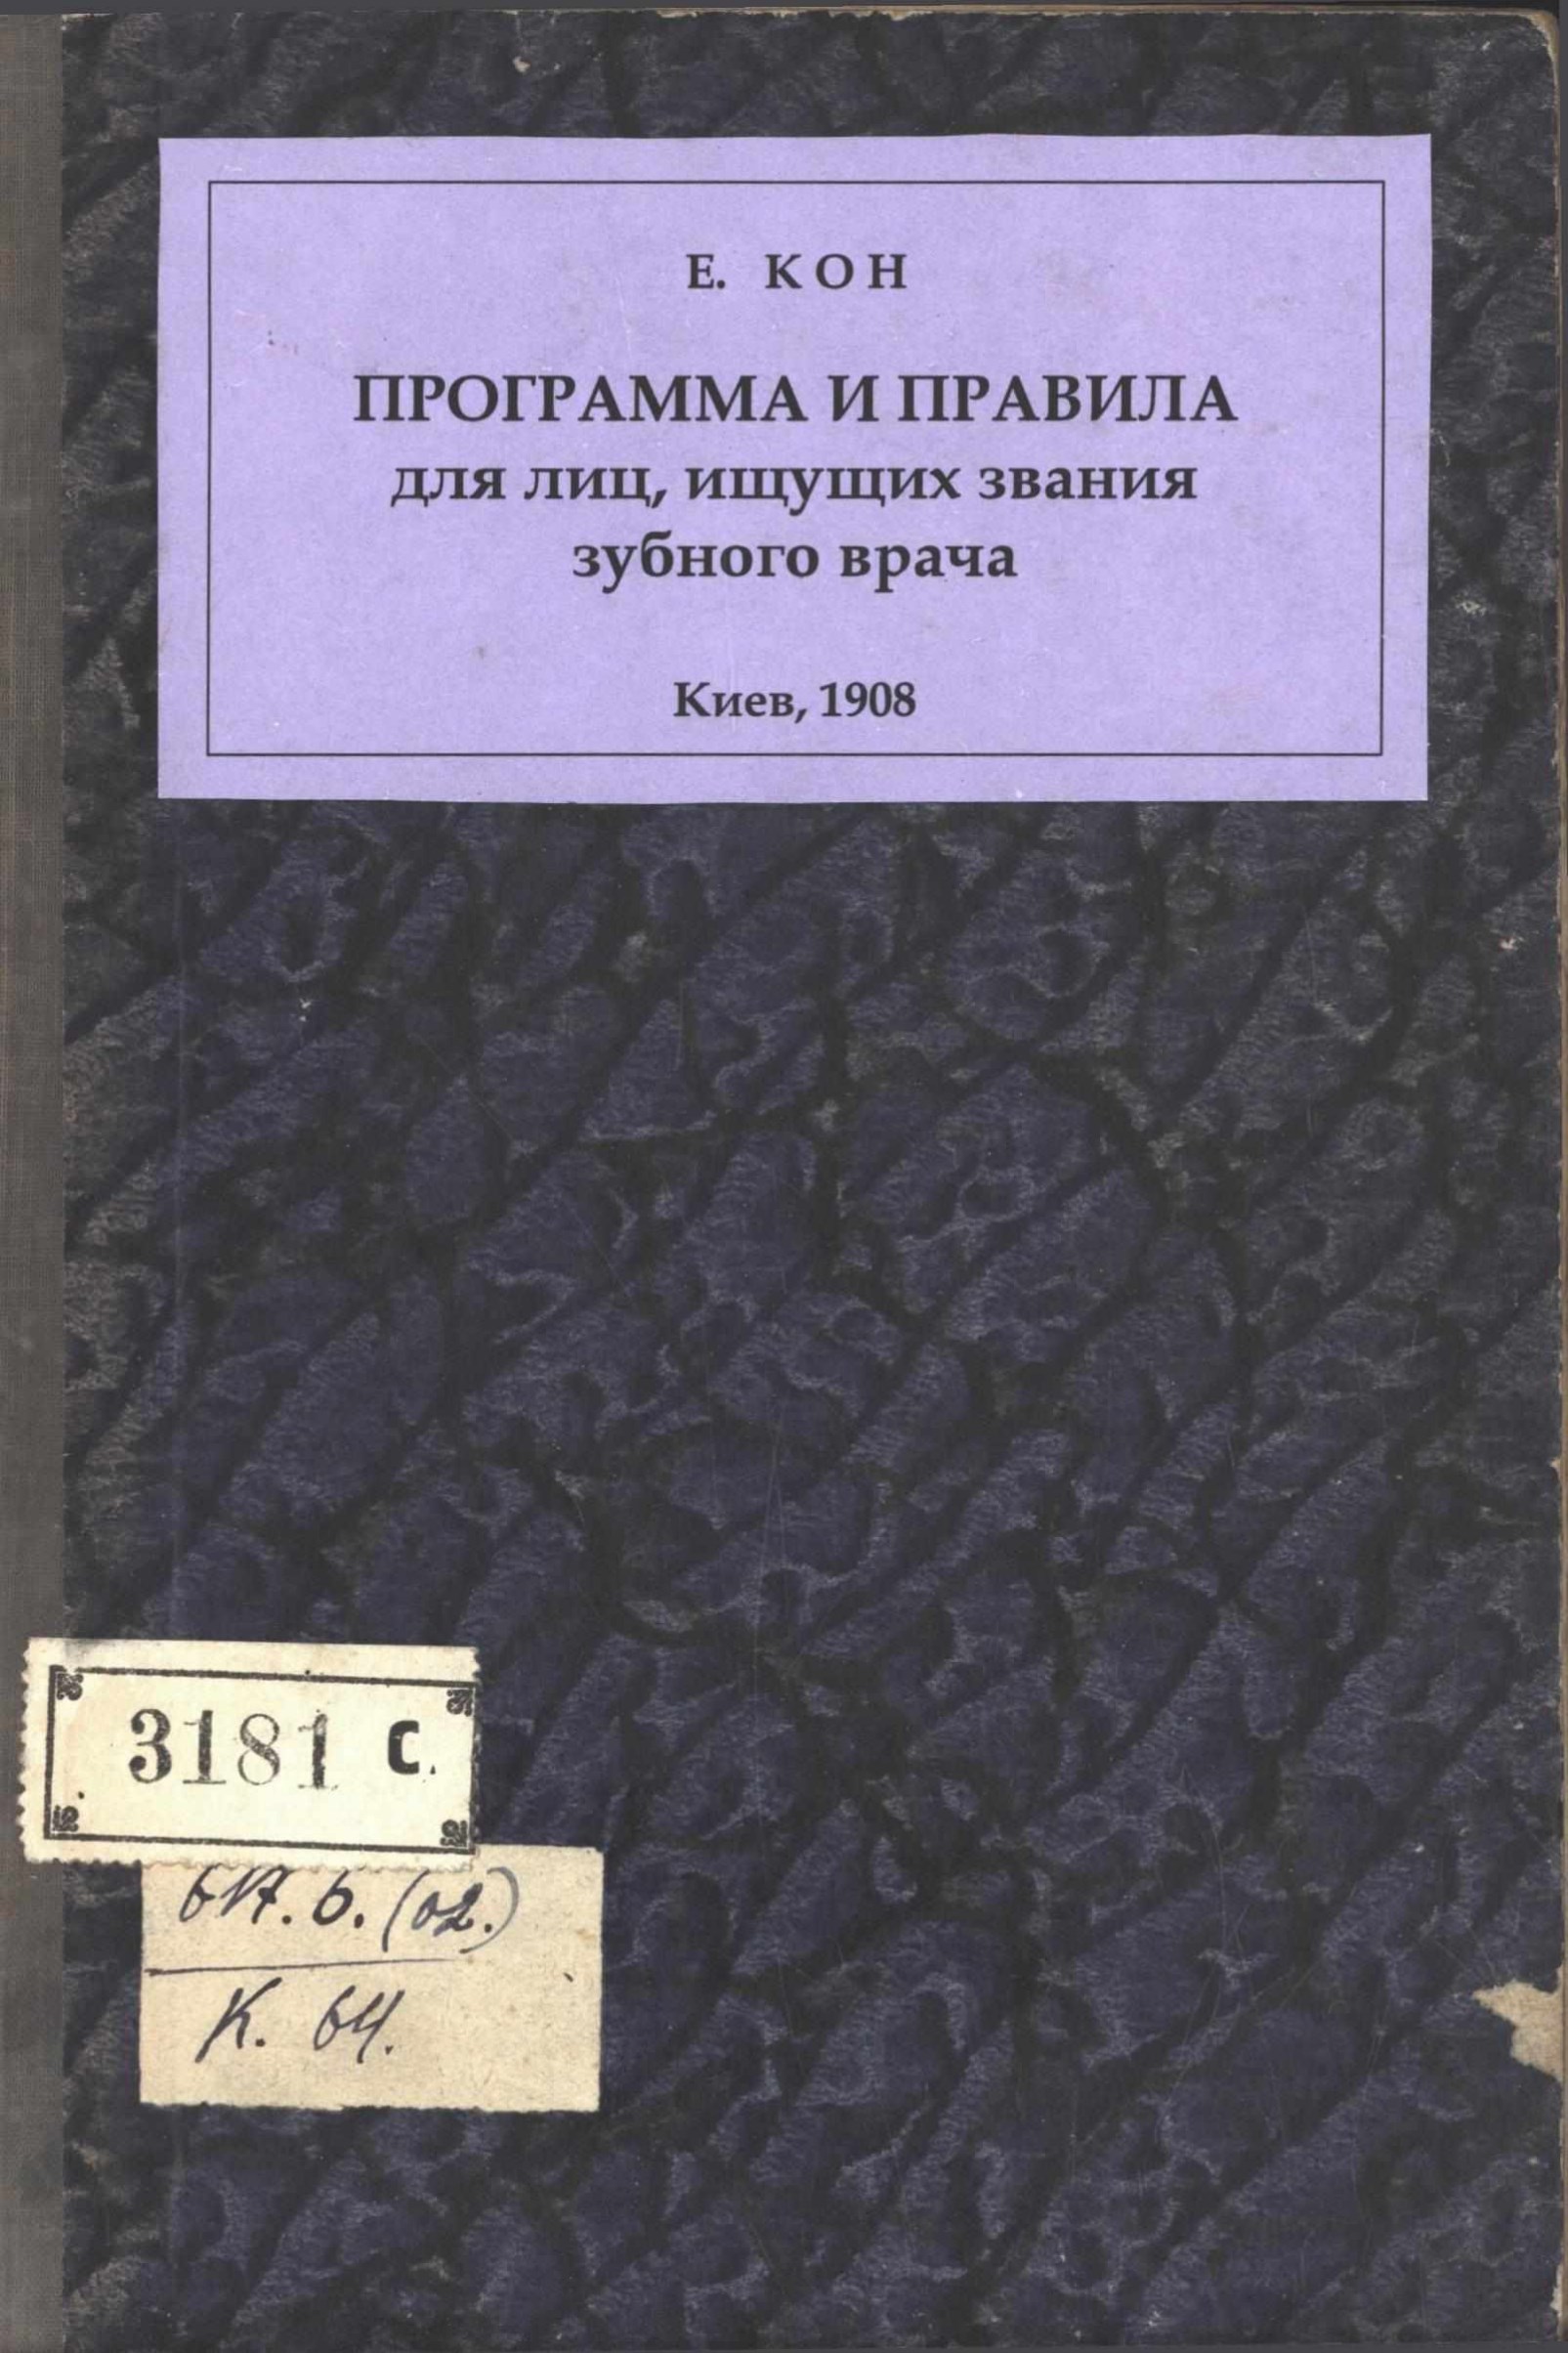 Е. КОН
ПРОГРАММА И ПРАВИЛА
для лиц, ищущих звания
зубного врача
Киев, 1908
3181 С.
617.6.(02.)
К. 64.